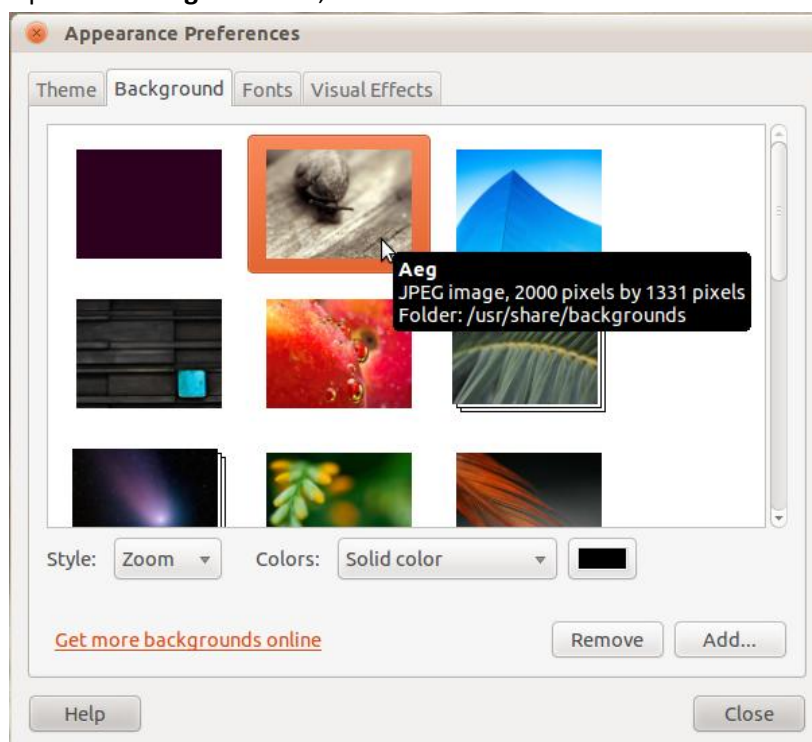 Appearance Preferences
Theme Background Fonts Visual Effects
Aeg
JPEG image, 2000 pixels by 1331 pixels
Folder: /usr/share/backgrounds
Style: Zoom Colors: Solid color
Get more backgrounds online Remove Add...
Help Close